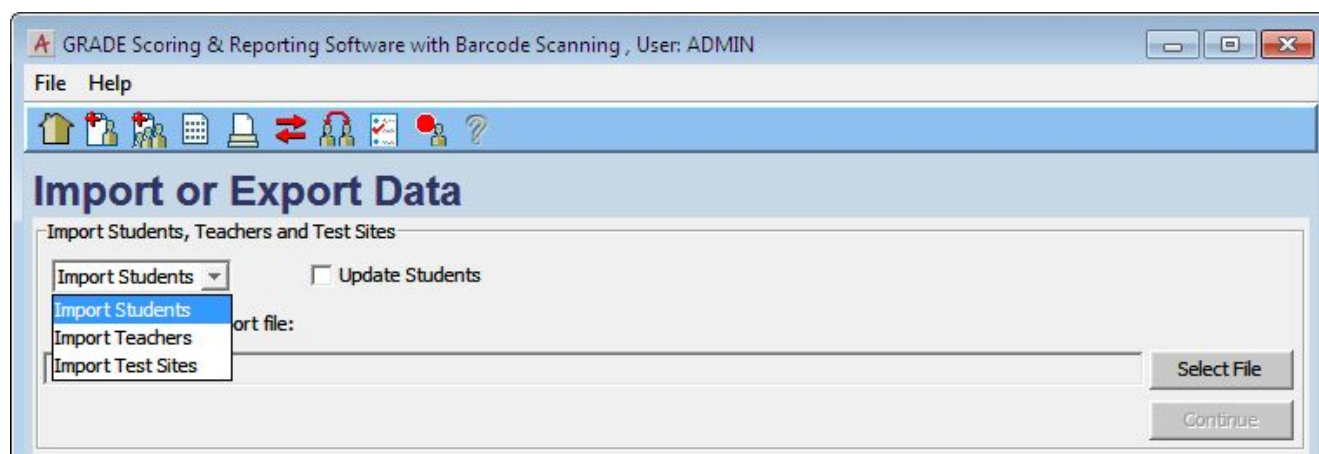 GRADE Scoring & Reporting Software with Barcode Scanning , User: ADMIN
File Help
Import or Export Data
Import Students, Teachers and Test Sites
Import Students Update Students
Import Students
ort file:
Import Teachers
Import Test Sites
Select File
Continue